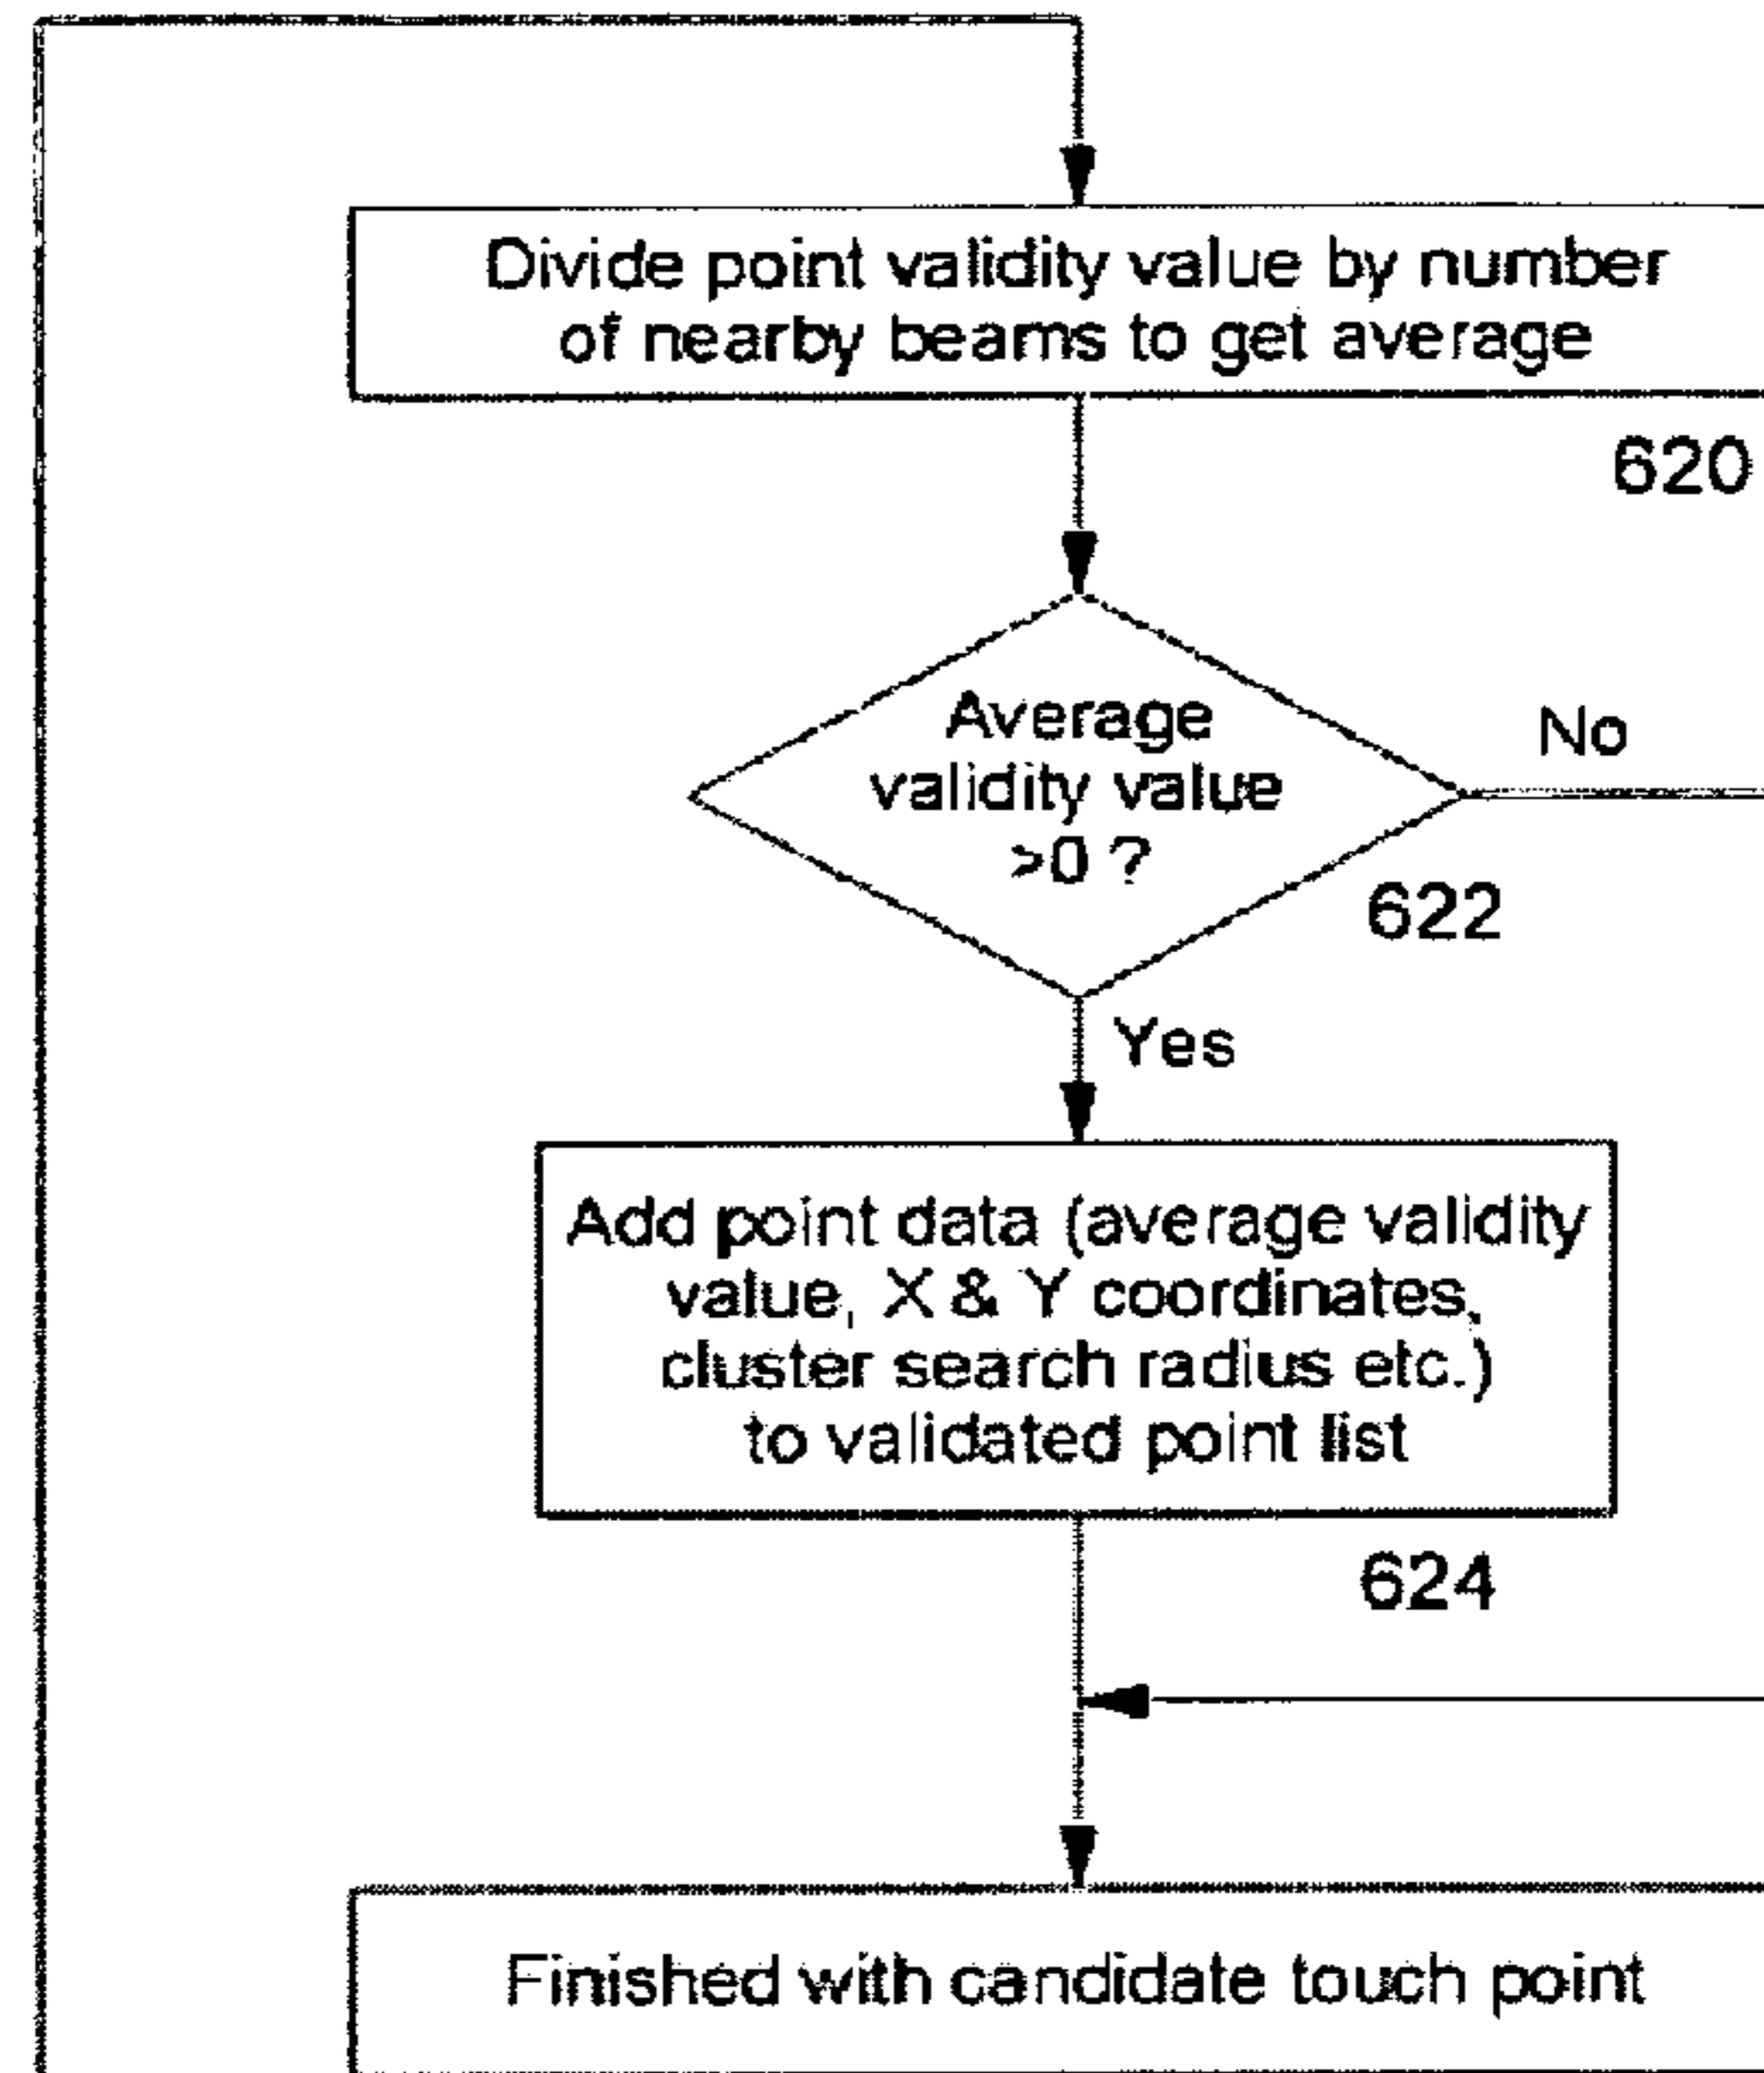 Divide point validity value by number
of nearby beams to get average
620
Average
validity value
>0 ?
No
622
Yes
Add point data (average validity
value, X & Y coordinates,
cluster search radius etc.)
to validated point list
624
Finished with candidate touch point